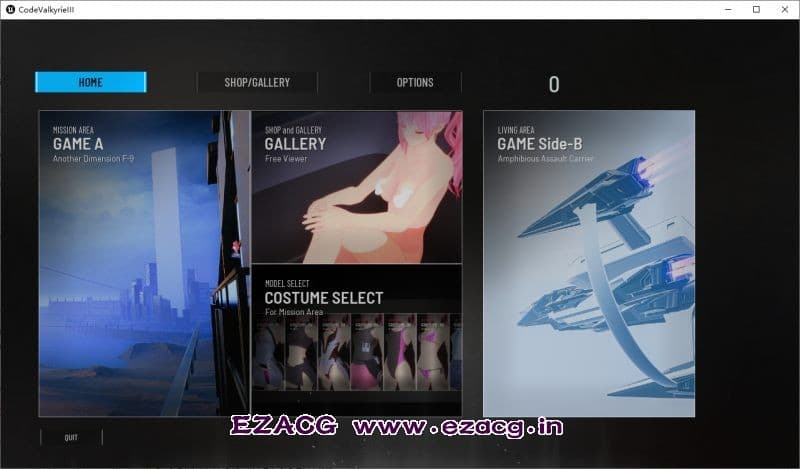 CodeValkyrieIII
HOME
SHOP/GALLERY
OPTIONS
0
MISSION AREA
GAME A
Another Dimension F-9
SHOP and GALLERY
GALLERY
Free Viewer
LIVING AREA
GAME Side-B
Amphibious Assault Carrier
MODEL SELECT
COSTUME SELECT
For Mission Area
QUIT
EZACG www.ezacg.in